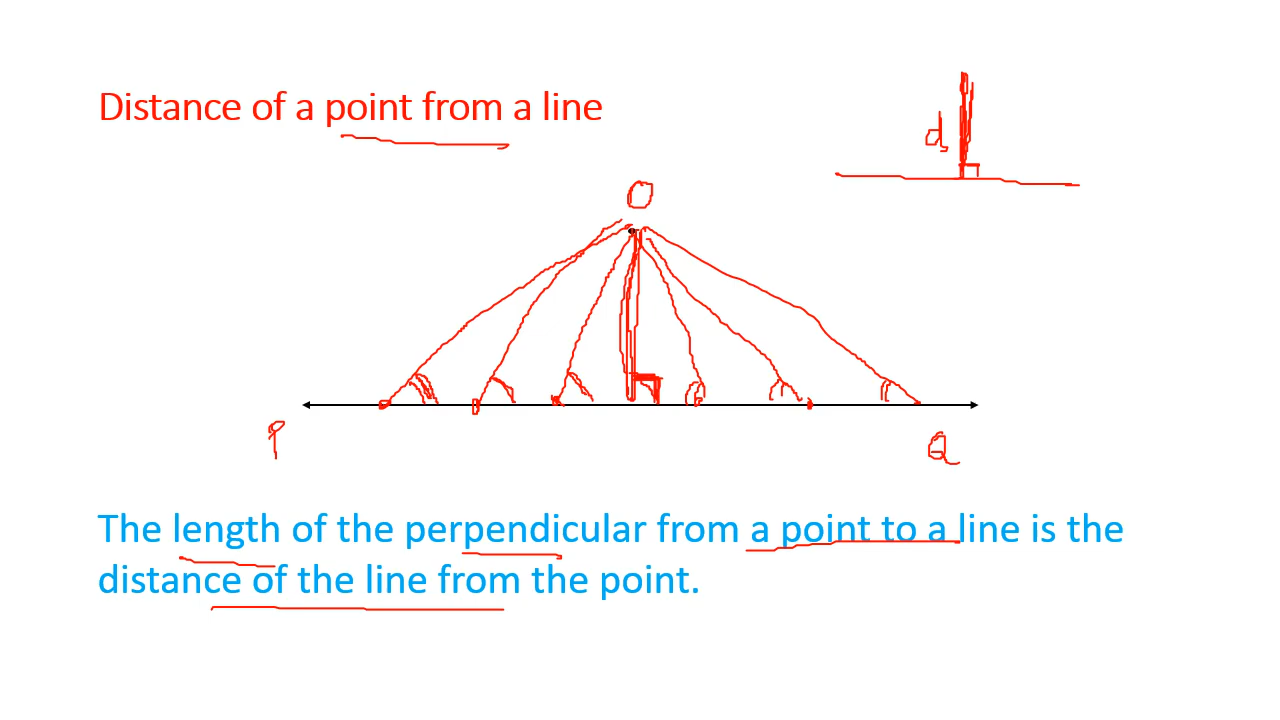 Distance of a point from a line
d
O
P
Q
The length of the perpendicular from a point to a line is the
distance of the line from the point.